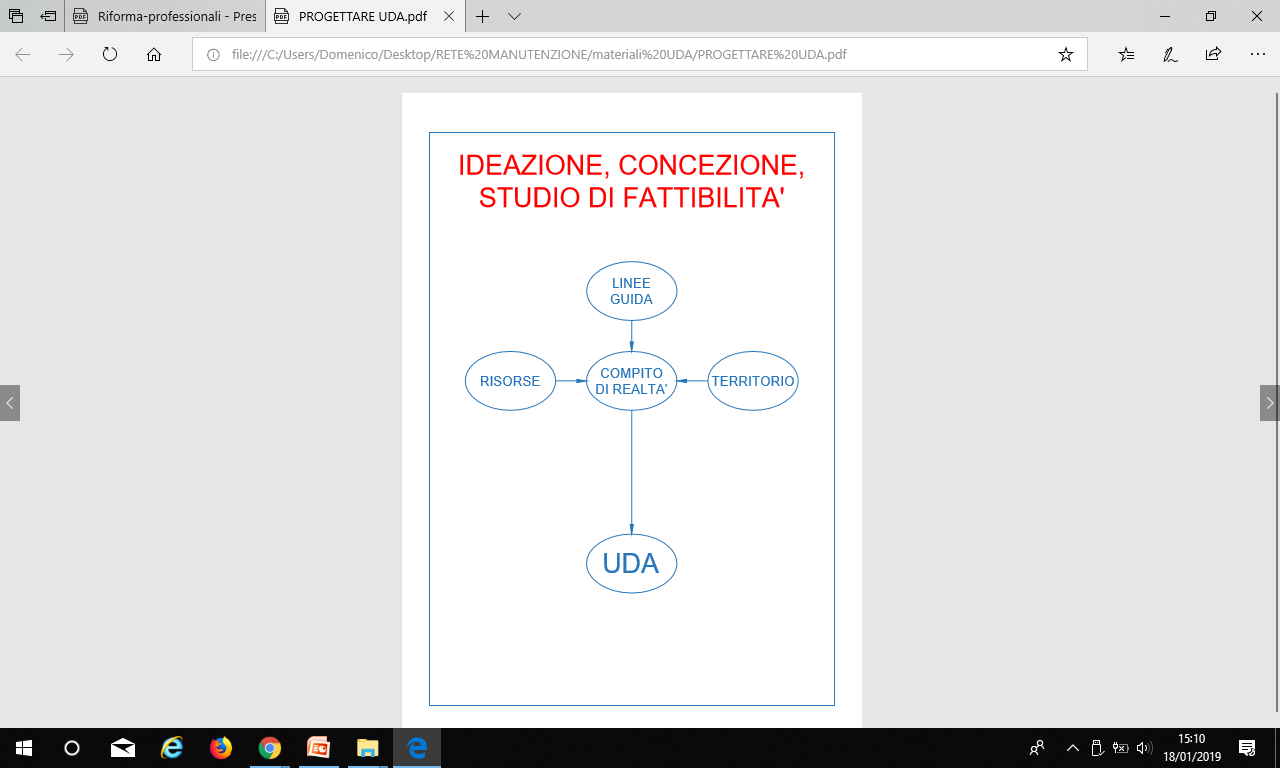 Riforma-professionali - Pres
PROGETTARE UDA.pdf
file:///C:/Users/Domenico/Desktop/RETE%20MANUTENZIONE/materiali%20UDA/PROGETTARE%20UDA.pdf
IDEAZIONE, CONCEZIONE,
STUDIO DI FATTIBILITA'
LINEE
GUIDA
RISORSE
COMPITO
DI REALTA'
TERRITORIO
UDA
15:10
18/01/2019